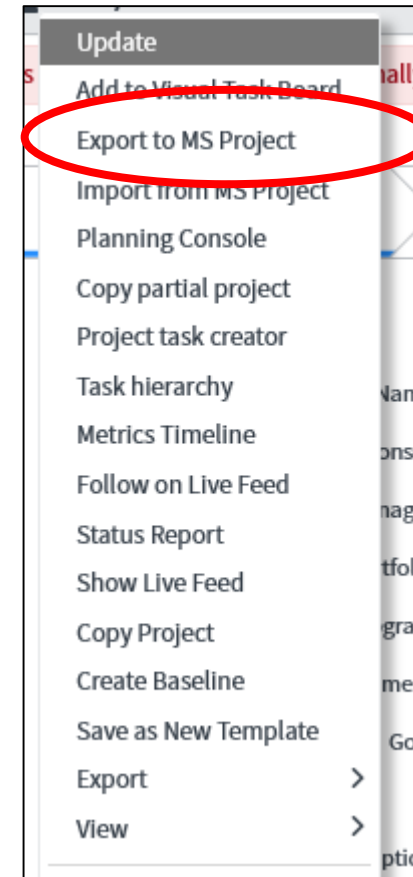 Update
Add to Visual Task Board
Export to MS Project
Import from MS Project
Planning Console
Copy partial project
Project task creator
Task hierarchy
Metrics Timeline
Follow on Live Feed
Status Report
Show Live Feed
Copy Project
Create Baseline
Save as New Template
Export
View